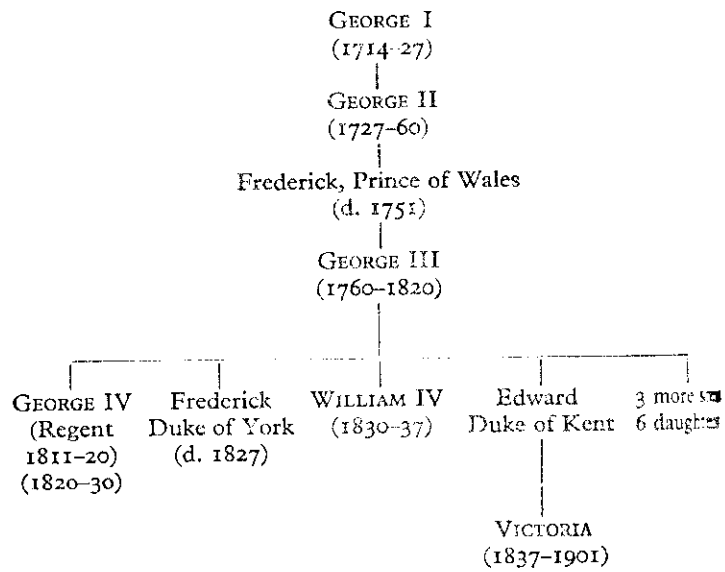 GEORGE I
(1714–27)
GEORGE II
(1727–60)
Frederick, Prince of Wales
(d. 1751)
GEORGE III
(1760–1820)
GEORGE IV
(Regent
1811–20)
(1820–30)
Frederick
Duke of York
(d. 1827)
WILLIAM IV
(1830–37)
Edward
Duke of Kent
3 more
6
VICTORIA
(1837–1901)